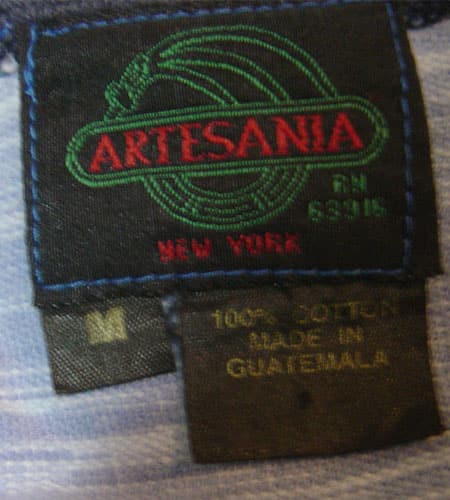 ARTESANIA
RN
63916
NEW YORK
M
100% COTTON
MADE IN
GUATEMALA